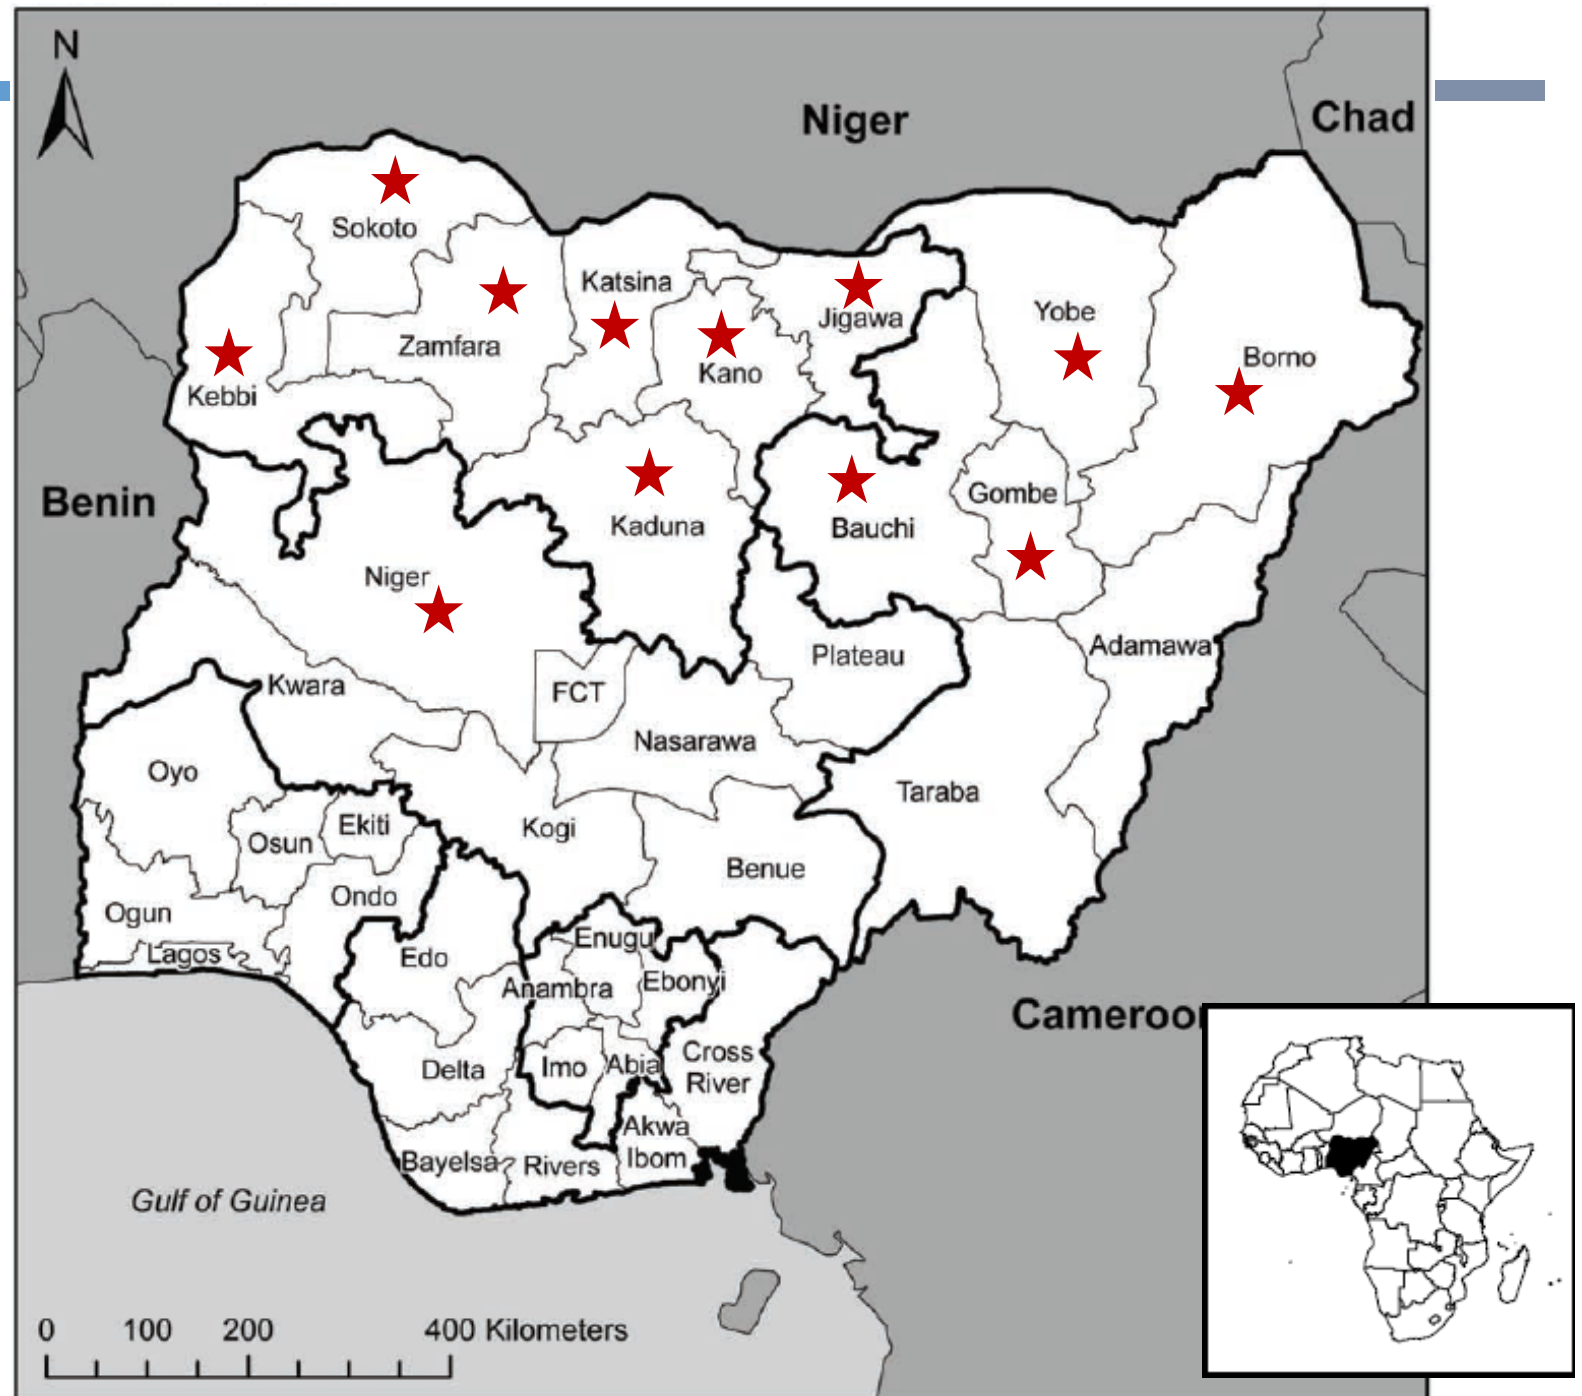 N
Niger
Chad
Sokoto
Katsina
Jigawa
Yobe
Zamfara
Kano
Borno
Kebbi
Benin
Gombe
Kaduna
Bauchi
Niger
Adamawa
Plateau
Kwara
FCT
Nasarawa
Oyo
Taraba
Ekiti
Kogi
Osun
Benue
Ondo
Ogun
Enugu
Lagos
Edo
Ebonyi
Anambra
Cameroon
Cross
River
Imo
Abia
Delta
Akwa
Ibom
Bayelsa
Rivers
Gulf of Guinea
0 100 200 400 Kilometers